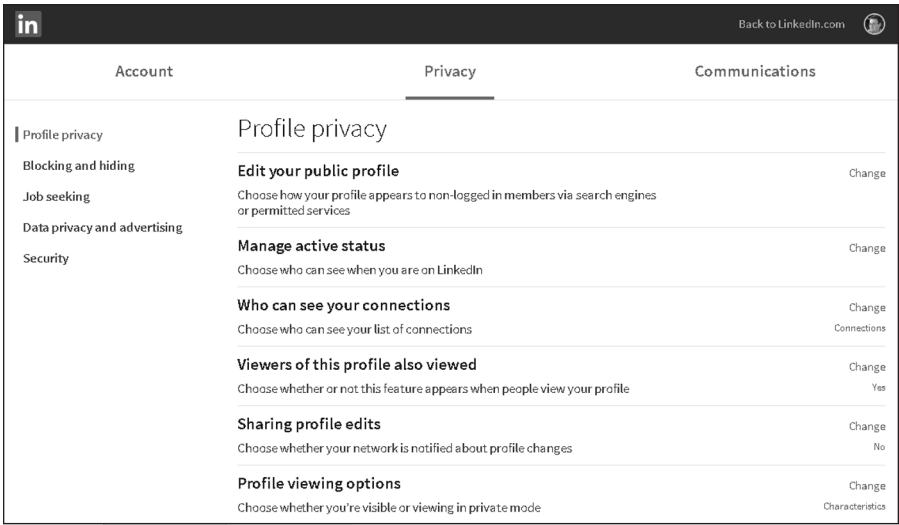 in
Back to LinkedIn.com
Account
Privacy
Communications
Profile privacy
Blocking and hiding
Job seeking
Data privacy and advertising
Security
Profile privacy
Edit your public profile
Change
Choose how your profile appears to non-logged in members via search engines
or permitted services
Manage active status
Change
Choose who can see when you are on LinkedIn
Who can see your connections
Change
Choose who can see your list of connections
Connections
Viewers of this profile also viewed
Change
Choose whether or not this feature appears when people view your profile
Yes
Sharing profile edits
Change
Choose whether your network is notified about profile changes
No
Profile viewing options
Change
Choose whether you're visible or viewing in private mode
Characteristics